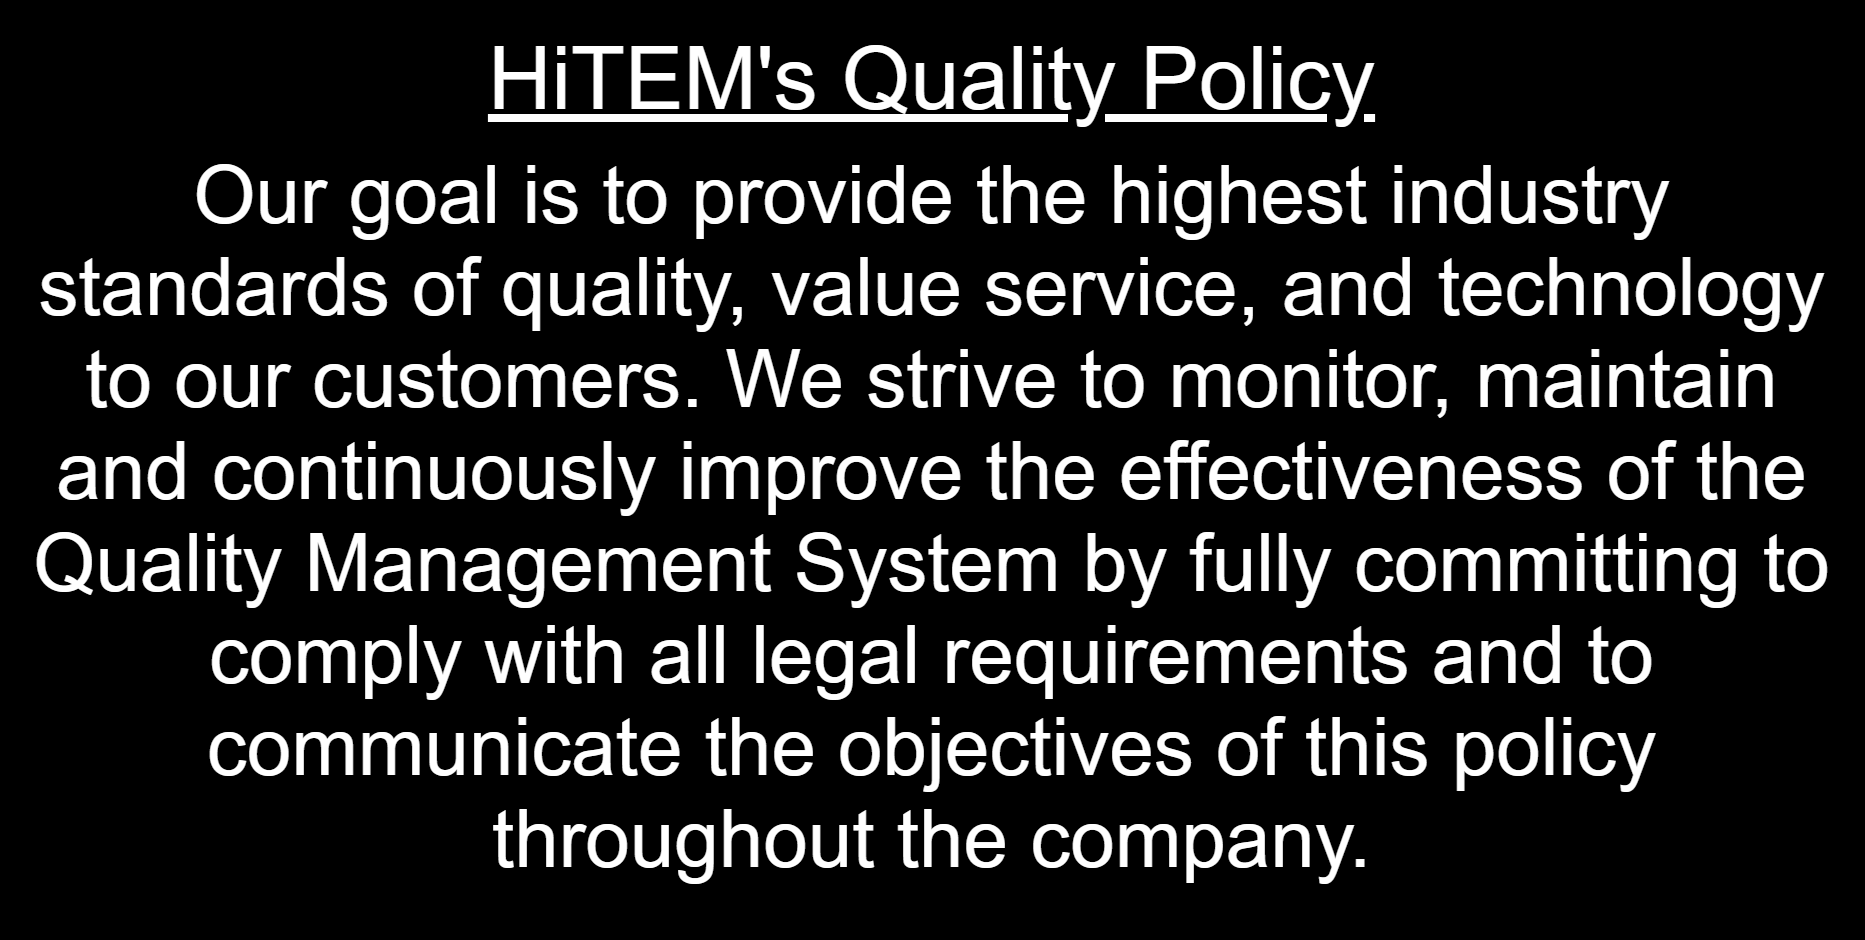 HiTEM's Quality Policy
Our goal is to provide the highest industry
standards of quality, value service, and technology
to our customers. We strive to monitor, maintain
and continuously improve the effectiveness of the
Quality Management System by fully committing to
comply with all legal requirements and to
communicate the objectives of this policy
throughout the company.